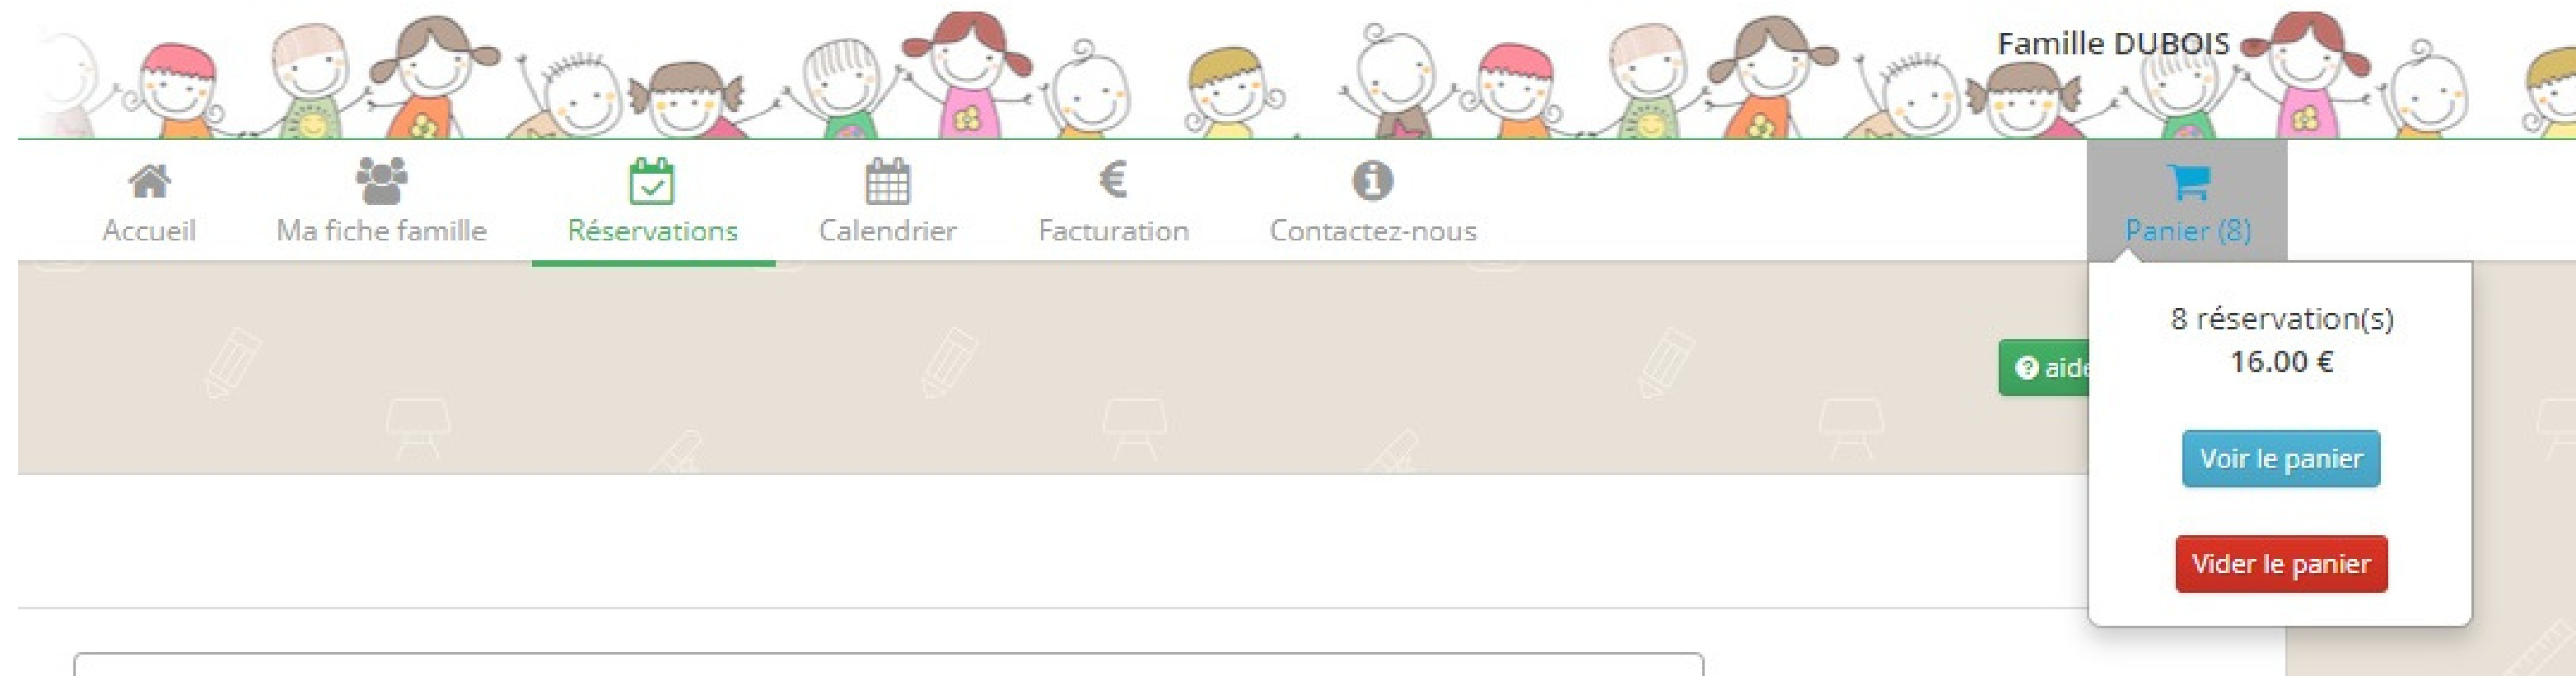 Famille DUBOIS
Accueil
Ma fiche famille
Réservations
Calendrier
Facturation
Contactez-nous
Panier (8)
8 réservation(s)
16.00 €
aide
Voir le panier
Vider le panier